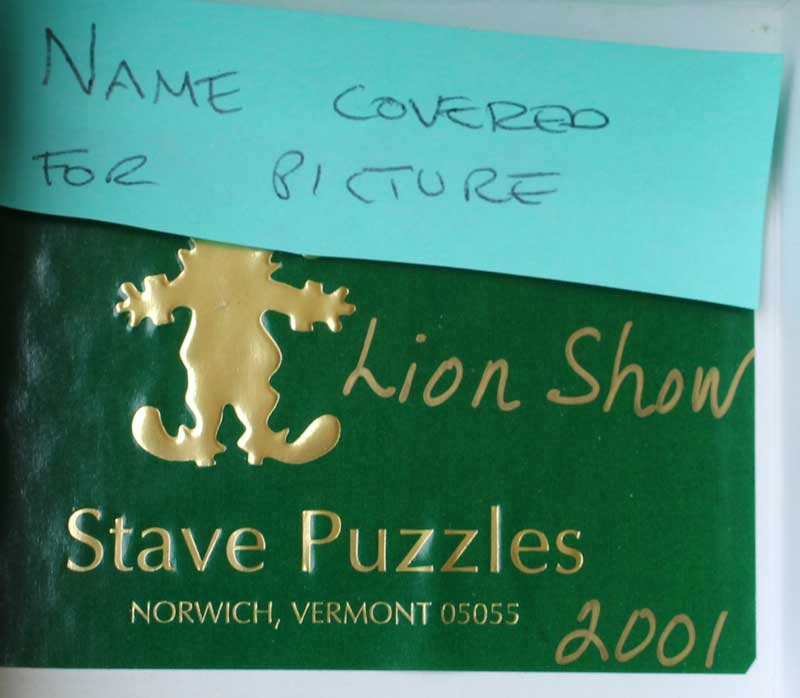 NAME COVERED
FOR PICTURE
Lion Show
Stave Puzzles
NORWICH, VERMONT 05055
2001